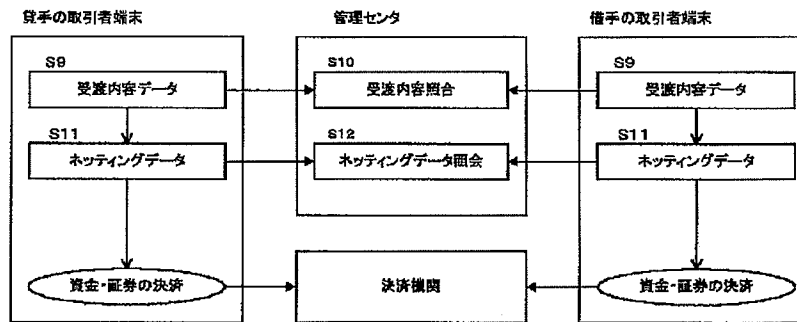 貸手の取引者端末
管理センタ
借手の取引者端末
S9
S10
S9
受渡内容データ
受渡内容照合
受渡内容データ
S11
S12
S11
ネッティングデータ
ネッティングデータ照会
ネッティングデータ
資金・証券の決済
決済機関
資金・証券の決済